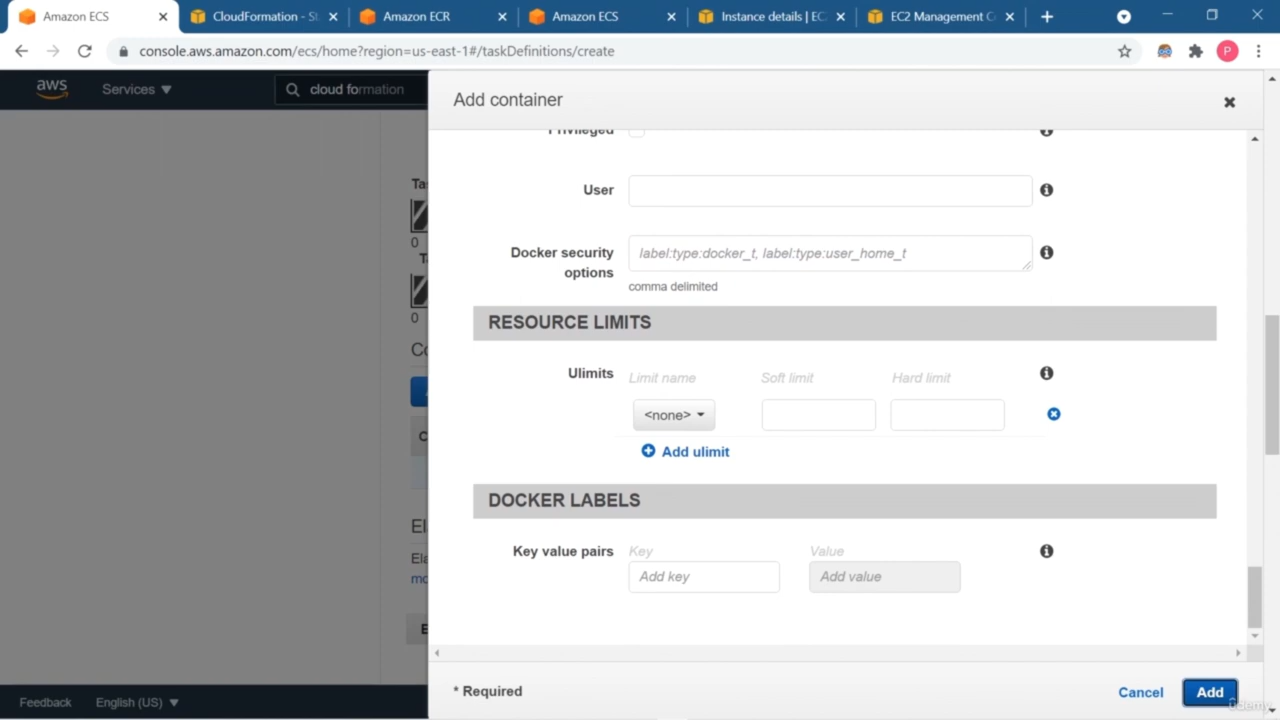 Amazon ECS
CloudFormation - St
Amazon ECR
Amazon ECS
Instance details | EC2
EC2 Management C
console.aws.amazon.com/ecs/home?region=us-east-1#/taskDefinitions/create
P
aws
Services
cloud formation
Add container
Privileged
Ta
User
0
T
Docker security options
label:type:docker_t, label:type:user_home_t
comma delimited
0
RESOURCE LIMITS
Co
Ulimits
Limit name
Soft limit
Hard limit
<none>
C
Add ulimit
DOCKER LABELS
El
Key value pairs
Key
Value
Ela
mo
Add key
Add value
E
* Required
Cancel
Add
Feedback
English (US)
ûdemy